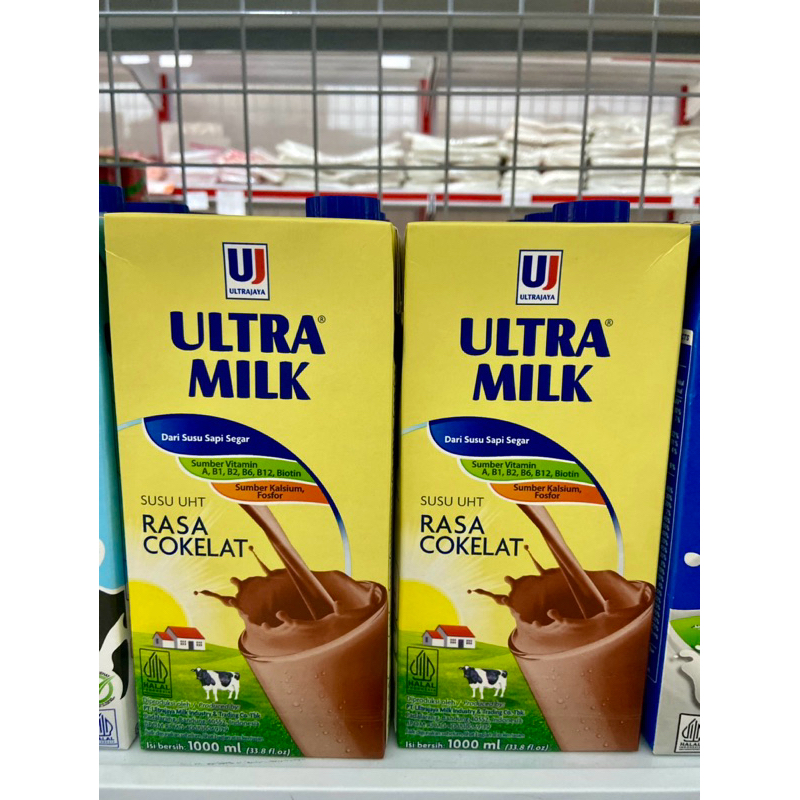 UJ
ULTRAJAYA
ULTRA®
MILK
Dari Susu Sapi Segar
Sumber Vitamin
A, B1, B2, B6, B12, Biotin
Sumber Kalsium,
Fosfor
SUSU UHT
RASA
COKELAT
HALAL
Isi bersih: 1000 ml (33.8 fl.oz)
UJ
ULTRAJAYA
ULTRA®
MILK
Dari Susu Sapi Segar
Sumber Vitamin
A, B1, B2, B6, B12, Biotin
Sumber Kalsium,
Fosfor
SUSU UHT
RASA
COKELAT
HALAL
Isi bersih: 1000 ml (33.8 fl.oz)
HALAL